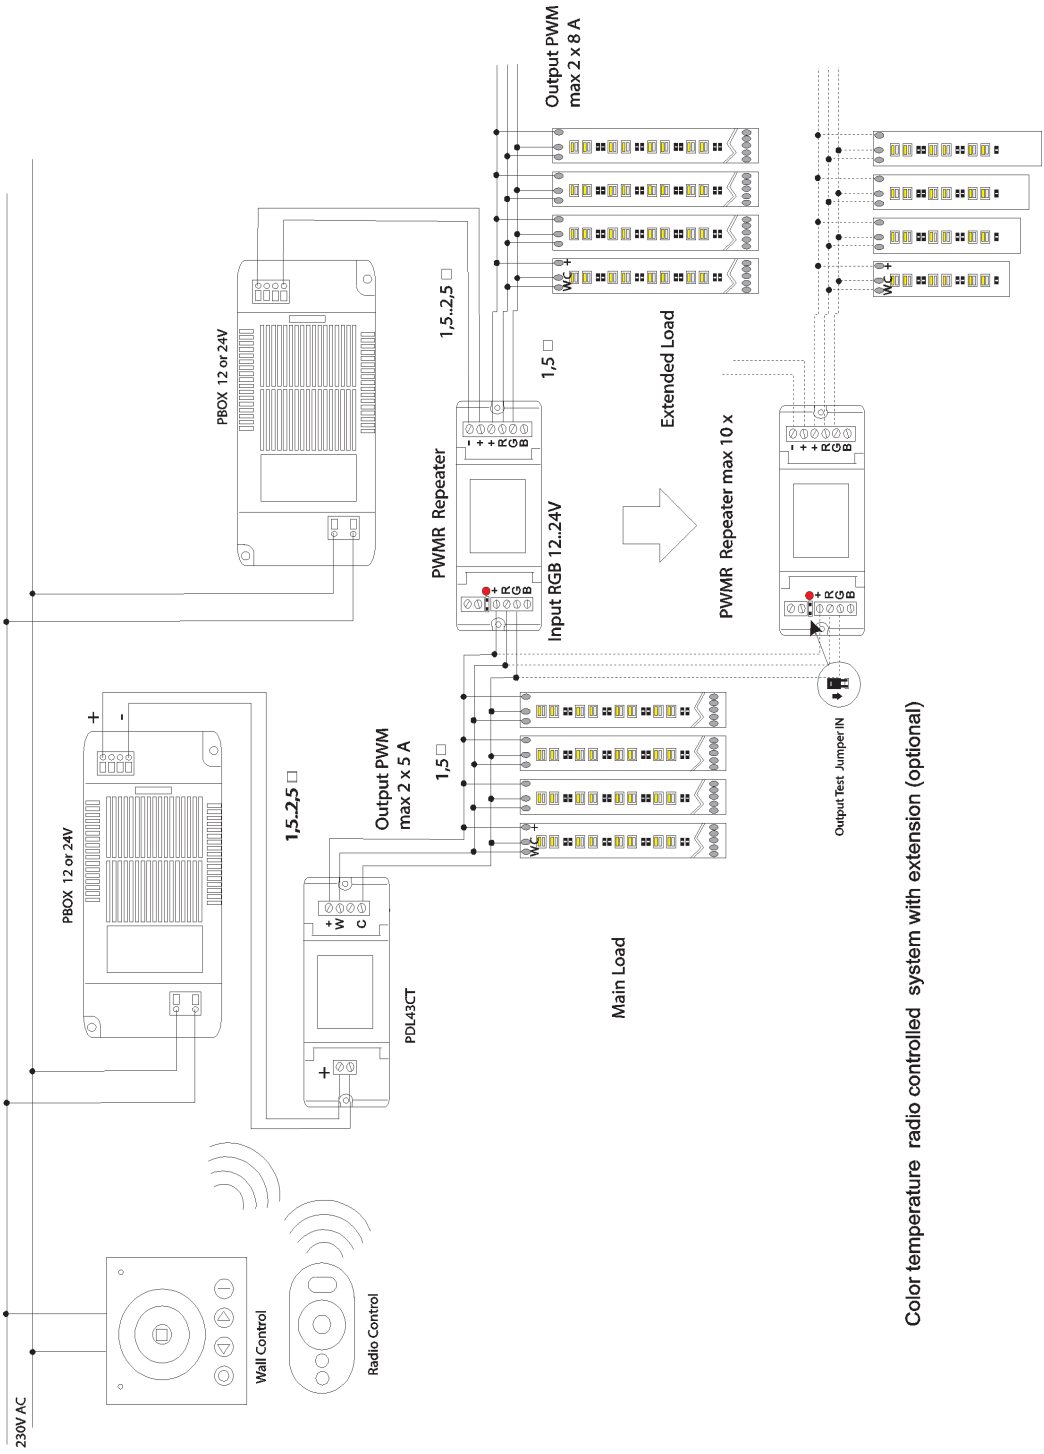 230V AC
Wall Control
Radio Control
PBOX 12 or 24V
+
-
1,5..2,5 □
+
PDL43CT
+
W
C
Output PWM
max 2 x 5 A
1,5 □
W
C
+
Main Load
PBOX 12 or 24V
1,5..2,5 □
PWMR Repeater
Input RGB 12..24V
+
R
G
B
-
+
+
R
G
B
1,5 □
Output PWM
max 2 x 8 A
W
C
+
Extended Load
PWMR Repeater max 10 x
+
R
G
B
-
+
+
R
G
B
W
C
+
Output Test Jumper IN
Color temperature radio controlled system with extension (optional)